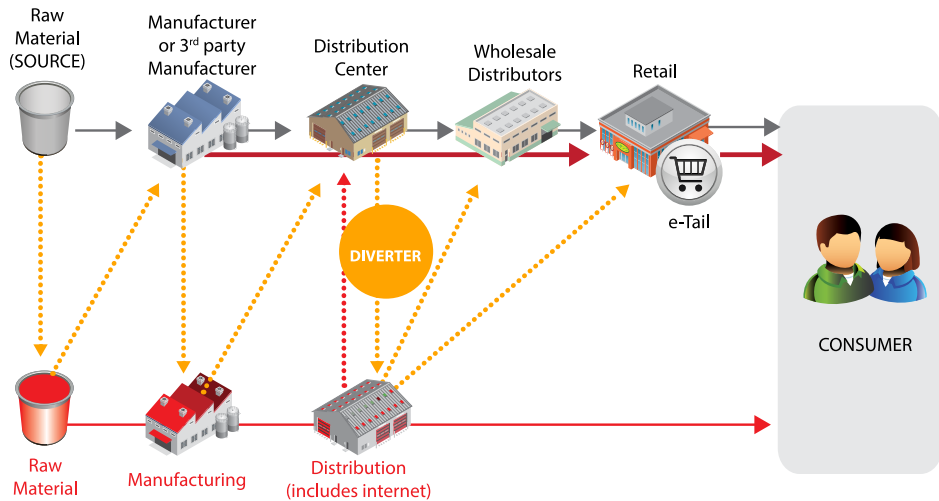 Raw
Material
(SOURCE)
Manufacturer
or 3rd party
Manufacturer
Distribution
Center
Wholesale
Distributors
Retail
e-Tail
DIVERTER
CONSUMER
Raw
Material
Manufacturing
Distribution
(includes internet)